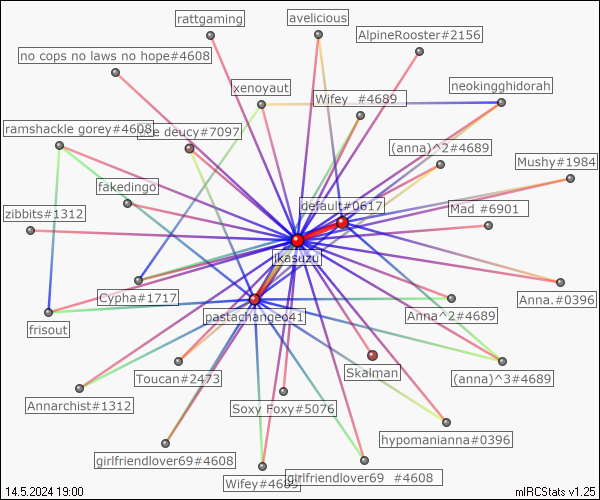 rattgaming
avelicious
AlpineRooster#2156
no cops no laws no hope#4608
xenoyaut
neokingghidorah
Wifey #4689
ramshackle gorey#4608
deucy#7097
(anna)^2#4689
Mushy#1984
fakedingo
default#0617
zibbits#1312
Mad #6901
ikasuzu
Cypha#1717
Anna.#0396
pastachange041
Anna^2#4689
frisout
Skalman
Toucan#2473
(anna)^3#4689
Annarchist#1312
Soxy Foxy#5076
hypomanianna#0396
girlfriendlover69#4608
Wifey#4689
girlfriendlover69 #4608
14.5.2024 19:00
mIRCStats v1.25